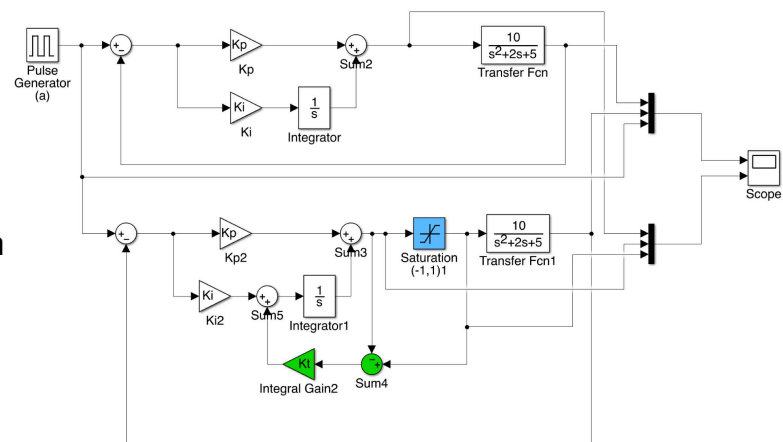 Pulse
Generator
(a)
+
-
Kp
Kp
+
+
Sum2
10
s²+2s+5
Transfer Fcn
Ki
Ki
1
s
Integrator
Scope
+
-
Kp
Kp2
+
+
Sum3
Saturation
(-1,1)1
10
s²+2s+5
Transfer Fcn1
Ki
Ki2
+
+
Sum5
1
s
Integrator1
Kt
Integral Gain2
-
+
Sum4